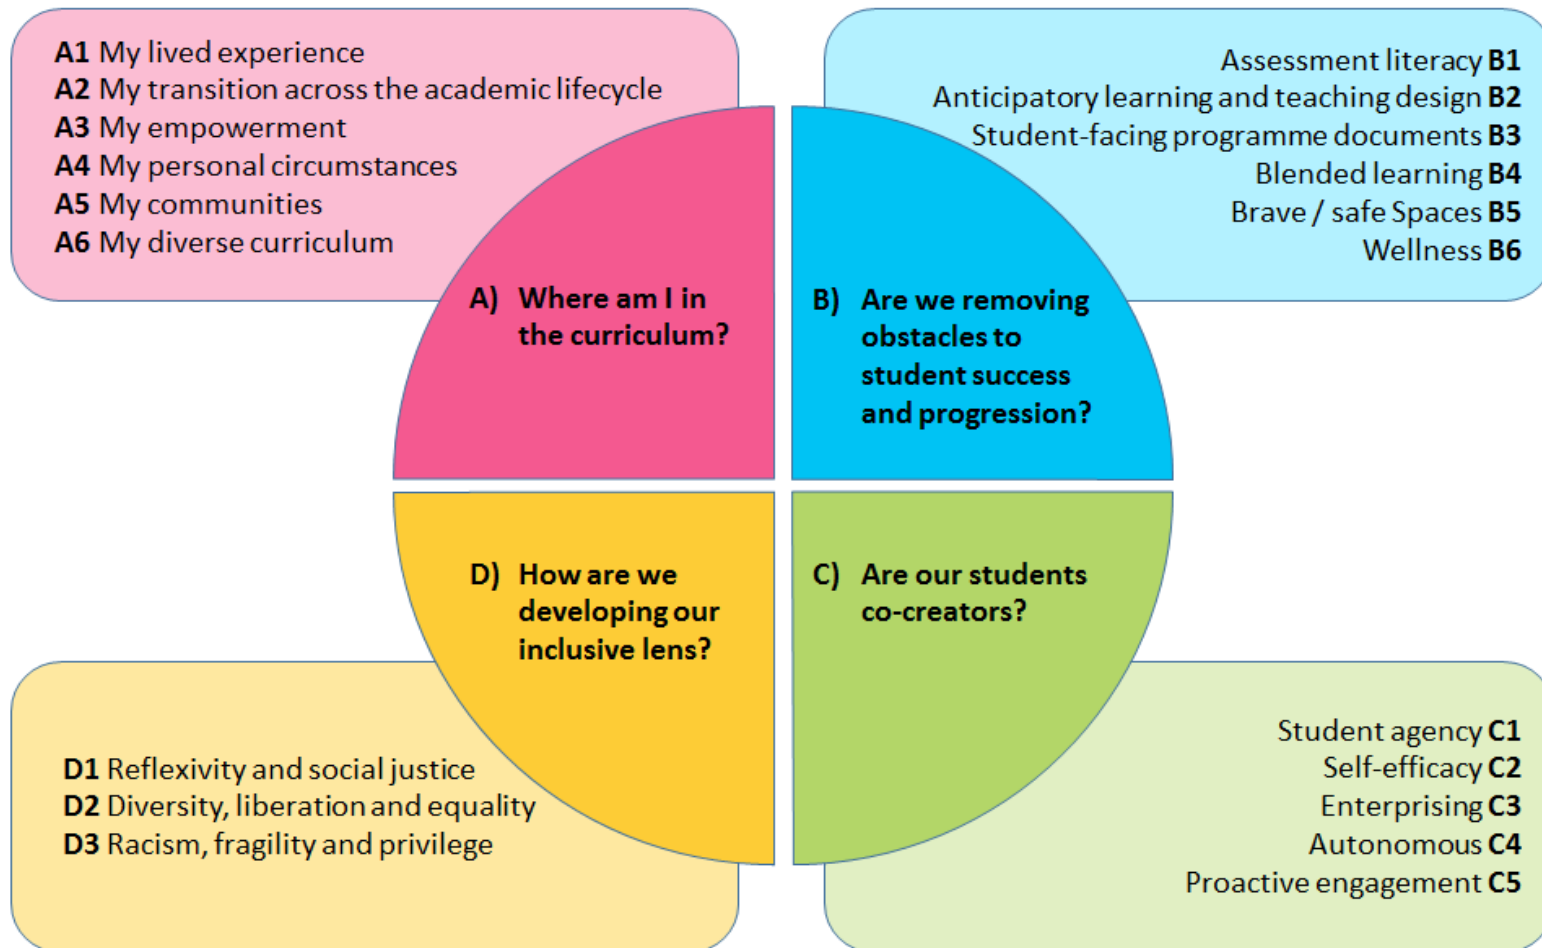 A1 My lived experience
A2 My transition across the academic lifecycle
A3 My empowerment
A4 My personal circumstances
A5 My communities
A6 My diverse curriculum
Assessment literacy B1
Anticipatory learning and teaching design B2
Student-facing programme documents B3
Blended learning B4
Brave / safe Spaces B5
Wellness B6
A) Where am I in
the curriculum?
B) Are we removing
obstacles to
student success
and progression?
D) How are we
developing our
inclusive lens?
C) Are our students
co-creators?
D1 Reflexivity and social justice
D2 Diversity, liberation and equality
D3 Racism, fragility and privilege
Student agency C1
Self-efficacy C2
Enterprising C3
Autonomous C4
Proactive engagement C5